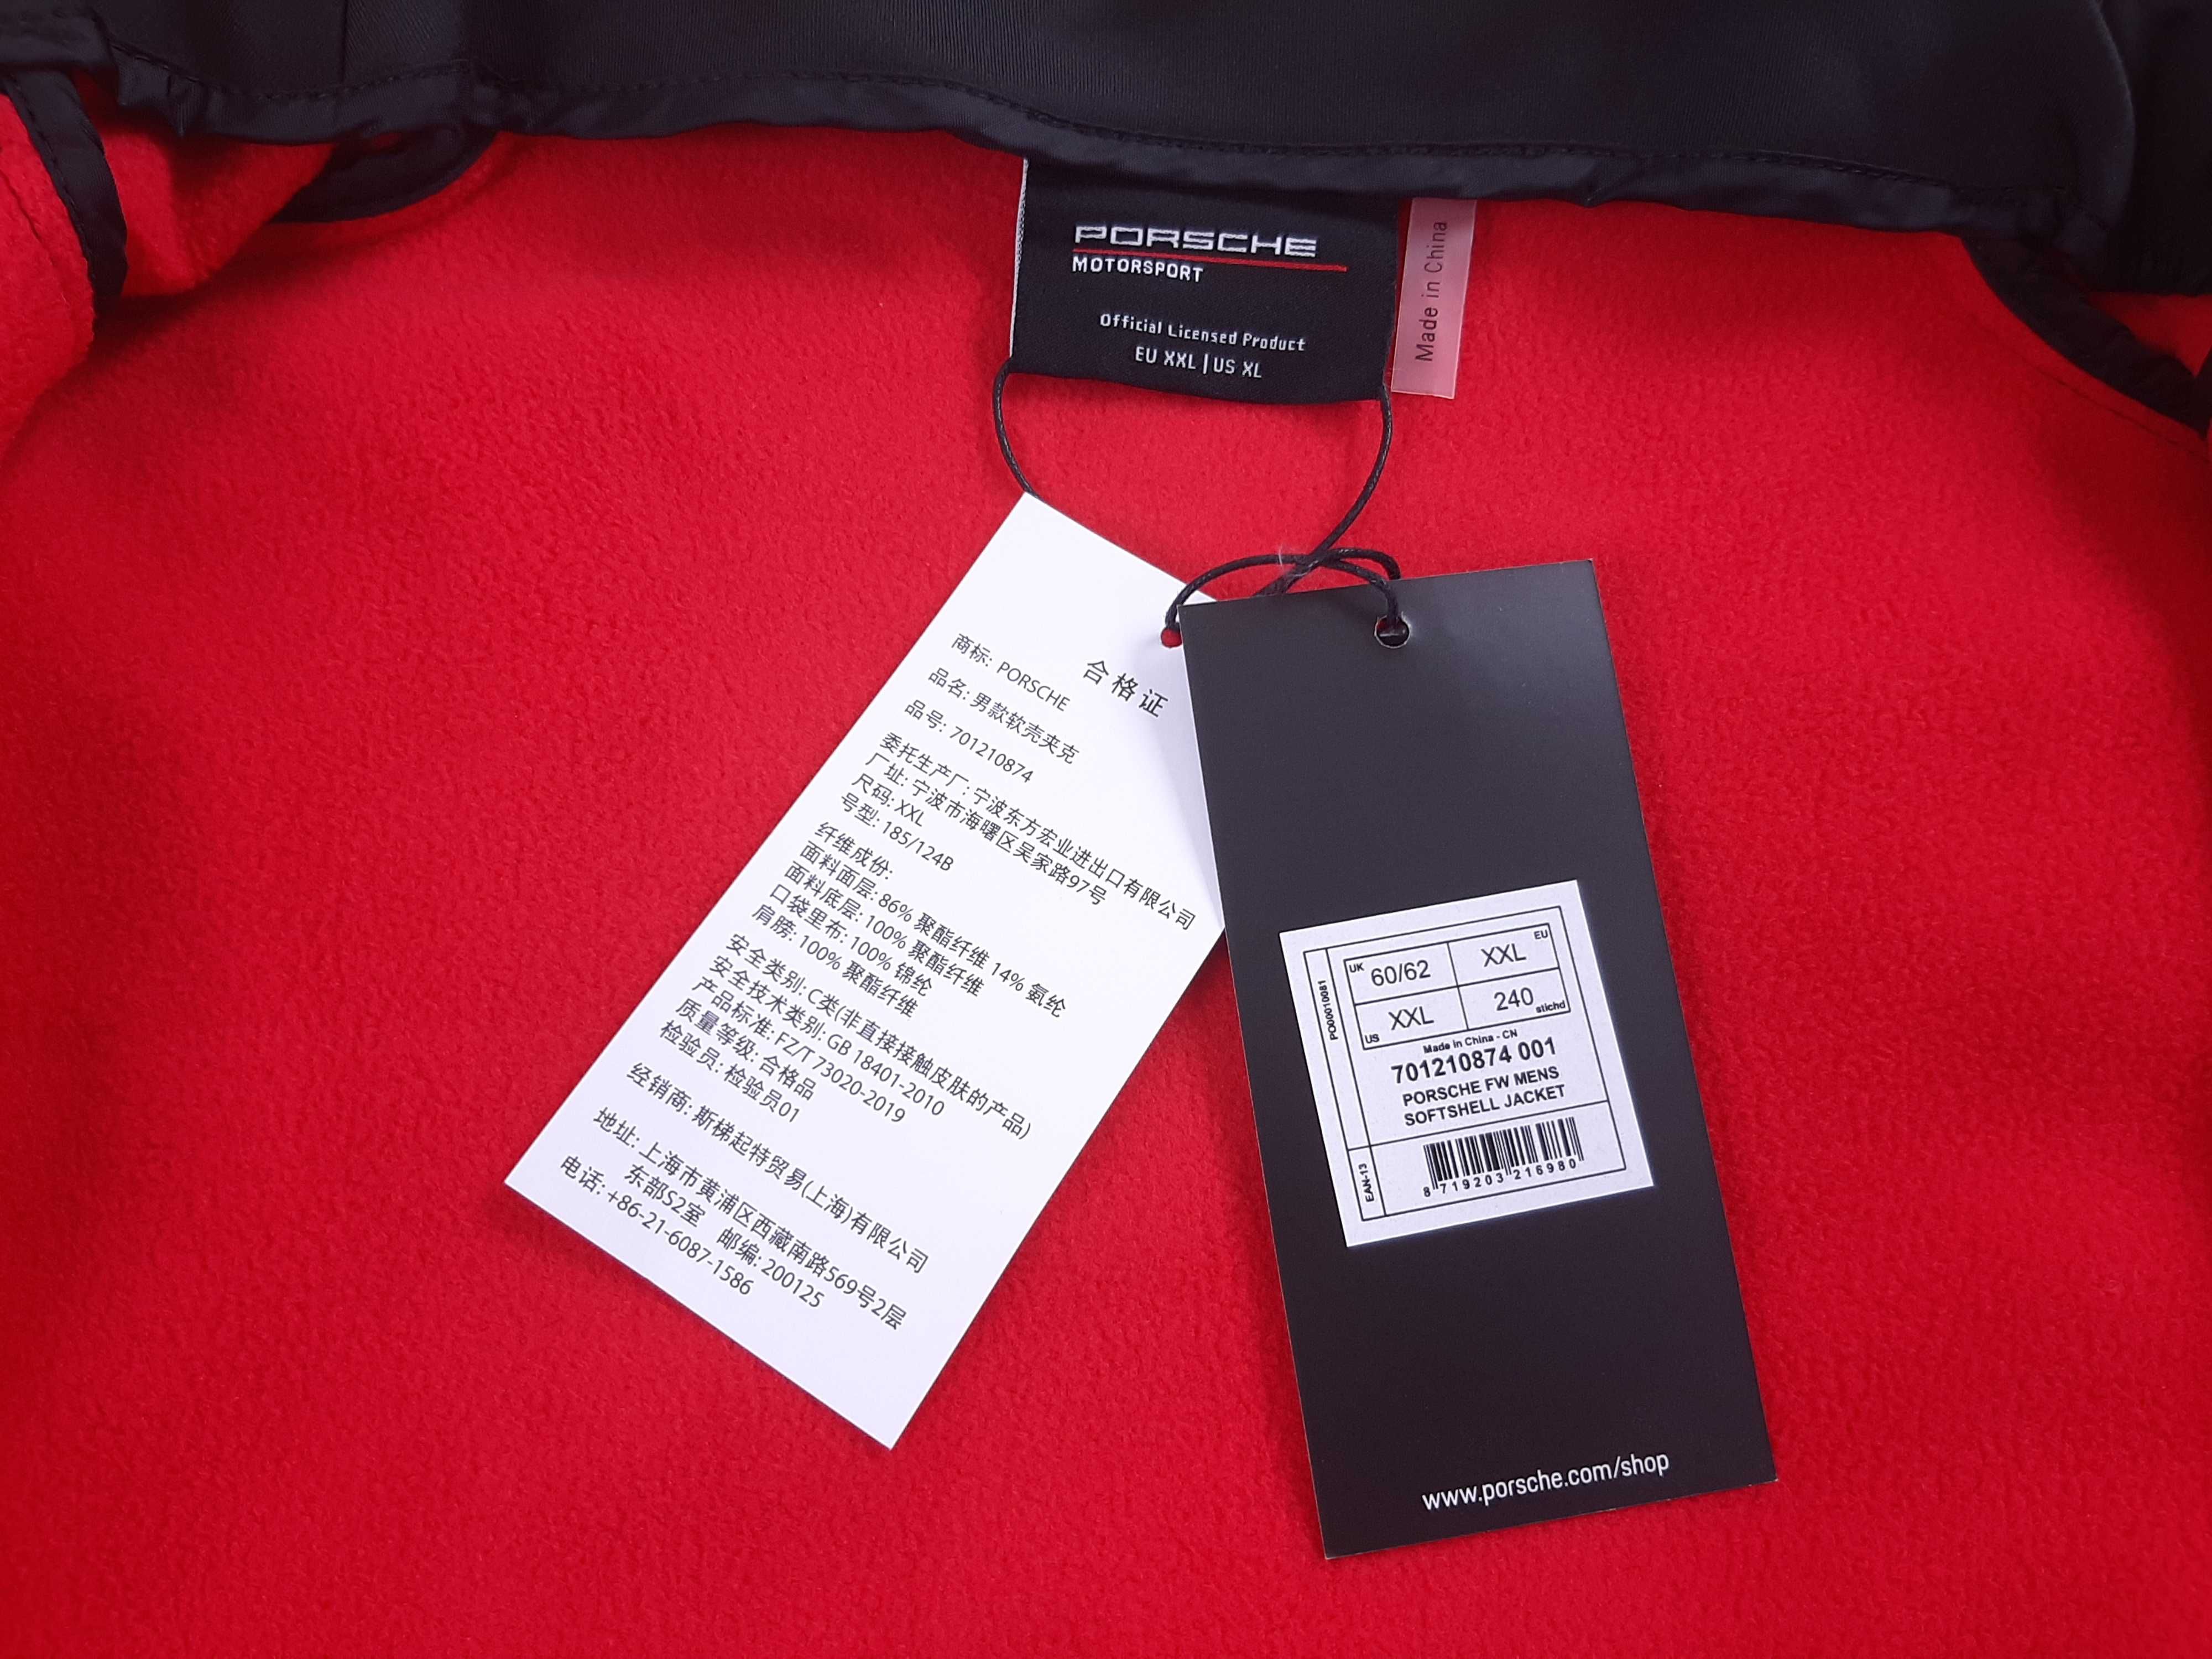 PORSCHE
MOTORSPORT
Official Licensed Product
EU XXL | US XL
Made in China
合格证
商标: PORSCHE
品名: 男款软壳夹克
品号: 701210874
委托生产厂: 宁波东方宏业进出口有限公司
厂址: 宁波市海曙区吴家路97号
尺码: XXL
号型: 185/124B
纤维成份:
面料面层: 86% 聚酯纤维 14% 氨纶
面料底层: 100% 聚酯纤维
口袋里布: 100% 锦纶
肩膀: 100% 聚酯纤维
安全类别: C类(非直接接触皮肤的产品)
安全技术类别: GB 18401-2010
产品标准: FZ/T 73020-2019
质量等级: 合格品
检验员: 检验员01
经销商: 斯梯起特贸易(上海)有限公司
地址: 上海市黄浦区西藏南路569号2层
东部S2室 邮编: 200125
电话: +86-21-6087-1586
PO00010081
UK 60/62 XXL EU
US XXL 240 stichd
Made in China - CN
701210874 001
PORSCHE FW MENS
SOFTSHELL JACKET
EAN-13
8 719203 216980
www.porsche.com/shop